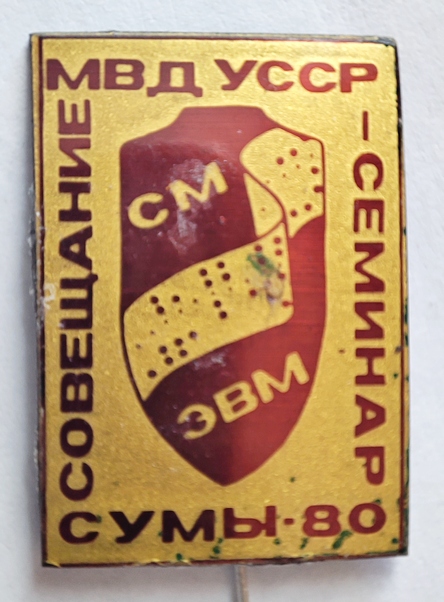 СОВЕЩАНИЕ
МВД УССР
–СЕМИНАР
СМ
ЭВМ
СУМЫ·80